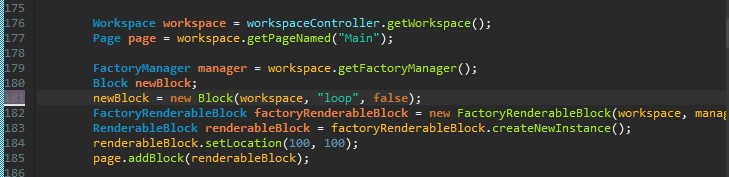 175
176 Workspace workspace = workspaceController.getWorkspace();
177 Page page = workspace.getPageNamed("Main");
178
179 FactoryManager manager = workspace.getFactoryManager();
180 Block newBlock;
181 newBlock = new Block(workspace, "loop", false);
182 FactoryRenderableBlock factoryRenderableBlock = new FactoryRenderableBlock(workspace, manag
183 RenderableBlock renderableBlock = factoryRenderableBlock.createNewInstance();
184 renderableBlock.setLocation(100, 100);
185 page.addBlock(renderableBlock);
186